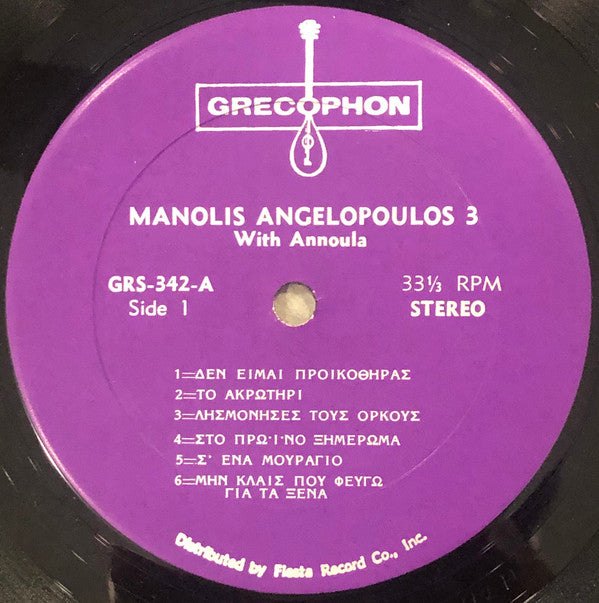 GRECOPHON
MANOLIS ANGELOPOULOS 3
With Annoula
GRS-342-A
33⅓ RPM
Side 1
STEREO
1=ΔΕΝ ΕΙΜΑΙ ΠΡΟΙΚΟΘΗΡΑΣ
2=ΤΟ ΑΚΡΩΤΗΡΙ
3=ΛΗΣΜΟΝΗΣΕΣ ΤΟΥΣ ΟΡΚΟΥΣ
4=ΣΤΟ ΠΡΩ·Ι·ΝΟ ΞΗΜΕΡΩΜΑ
5=Σ' ΕΝΑ ΜΟΥΡΑΓΙΟ
6=ΜΗΝ ΚΛΑΙΣ ΠΟΥ ΦΕΥΓΩ
ΓΙΑ ΤΑ ΞΕΝΑ
Distributed by Fiesta Record Co., Inc.